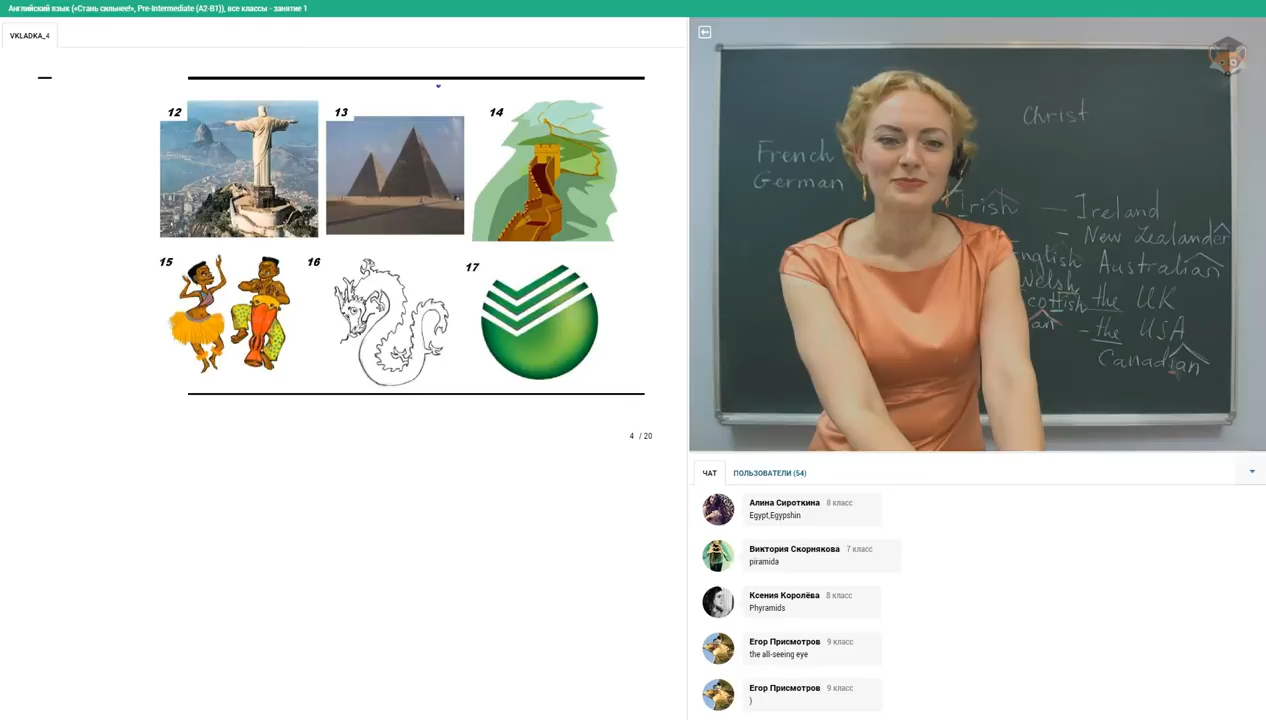 Английский язык («Стань сильнее!», Pre-Intermediate (A2-B1)), все классы - занятие 1
VKLADKA_4
12
13
14
15
16
17
4 / 20
Christ
French
German
Irish — Ireland
- New Zealander
English Australian
Welsh
Scottish the UK
an - the USA
Canadian
ЧАТ
ПОЛЬЗОВАТЕЛИ (54)
Алина Сироткина 8 класс
Egypt,Egypshin
Виктория Скорнякова 7 класс
piramida
Ксения Королёва 8 класс
Phyramids
Егор Присмотров 9 класс
the all-seeing eye
Егор Присмотров 9 класс
)